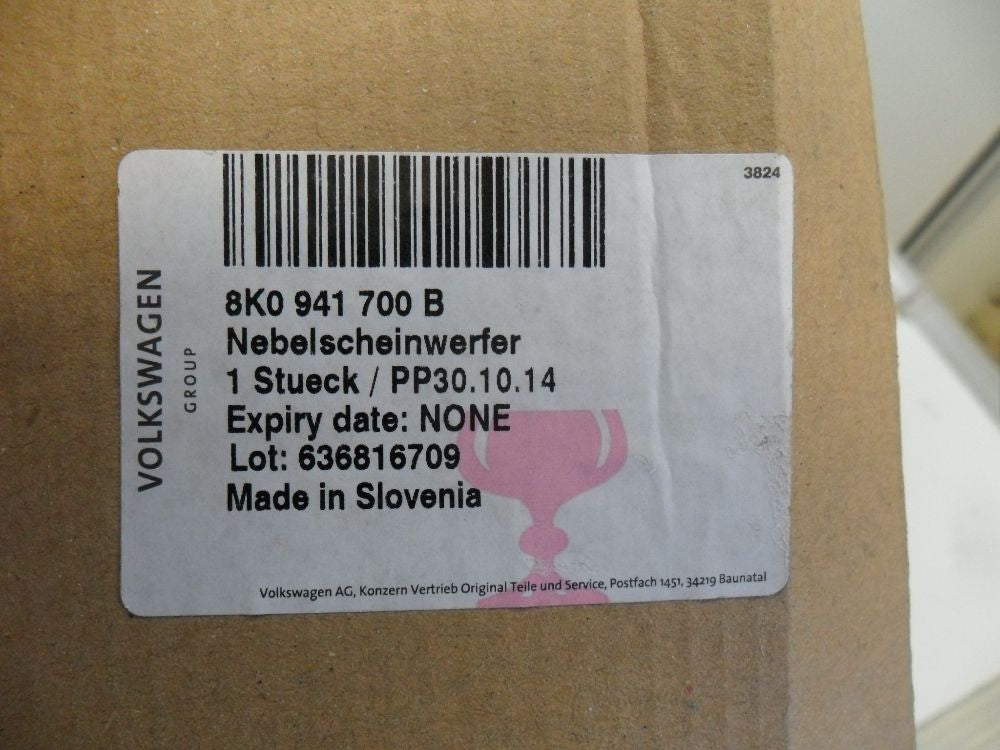 3824
VOLKSWAGEN
GROUP
8K0 941 700 B
Nebelscheinwerfer
1 Stueck / PP30.10.14
Expiry date: NONE
Lot: 636816709
Made in Slovenia
Volkswagen AG, Konzern Vertrieb Original Teile und Service, Postfach 1451, 34219 Baunatal